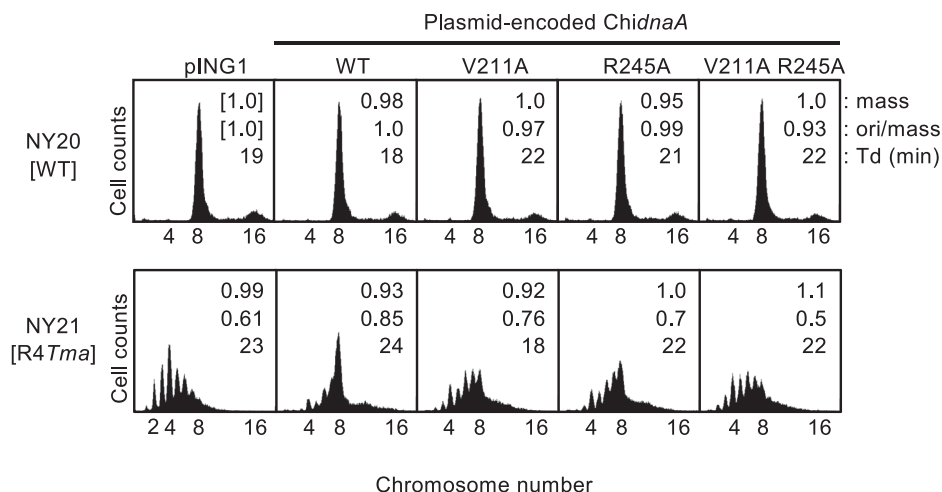 Plasmid-encoded ChidnaA
pING1 WT V211A R245A V211A R245A
NY20
[WT]
Cell counts
[1.0] 0.98 1.0 0.95 1.0 : mass
[1.0] 1.0 0.97 0.99 0.93 : ori/mass
19 18 22 21 22 : Td (min)
4 8 16 4 8 16 4 8 16 4 8 16 4 8 16
NY21
[R4Tma]
Cell counts
0.99 0.93 0.92 1.0 1.1
0.61 0.85 0.76 0.7 0.5
23 24 18 22 22
2 4 8 16 4 8 16 4 8 16 4 8 16 4 8 16
Chromosome number